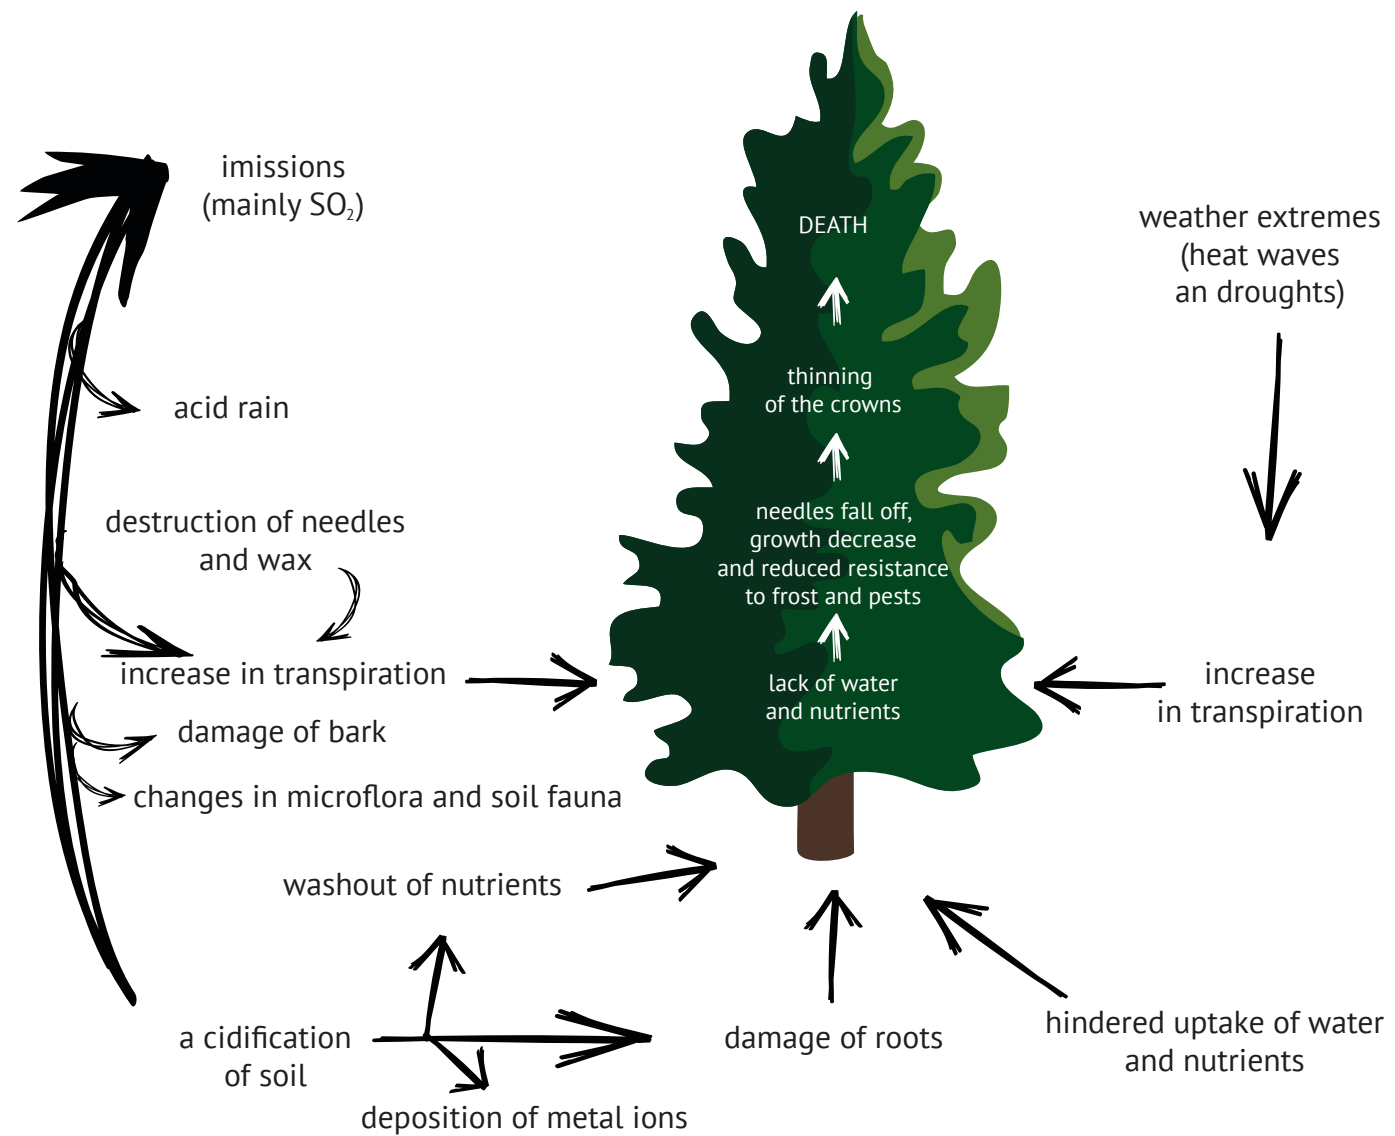 imissions
(mainly SO₂)
acid rain
destruction of needles
and wax
increase in transpiration
damage of bark
changes in microflora and soil fauna
washout of nutrients
a cidification
of soil
deposition of metal ions
DEATH
thinning
of the crowns
needles fall off,
growth decrease
and reduced resistance
to frost and pests
lack of water
and nutrients
damage of roots
weather extremes
(heat waves
an droughts)
increase
in transpiration
hindered uptake of water
and nutrients